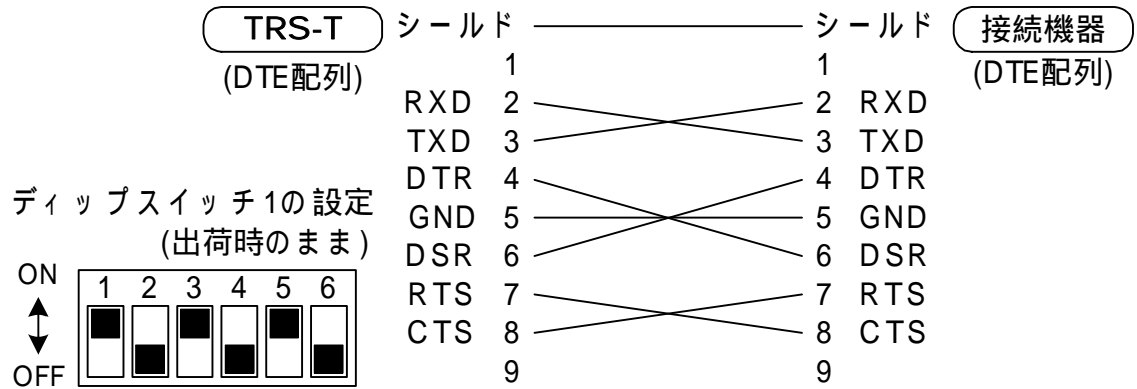 TRS-T シールド シールド 接続機器
(DTE配列) 1 1 (DTE配列)
RXD 2 2 RXD
TXD 3 3 TXD
DTR 4 4 DTR
ディップスイッチ1の設定 GND 5 5 GND
(出荷時のまま) DSR 6 6 DSR
ON 1 2 3 4 5 6 RTS 7 7 RTS
CTS 8 8 CTS
OFF 9 9